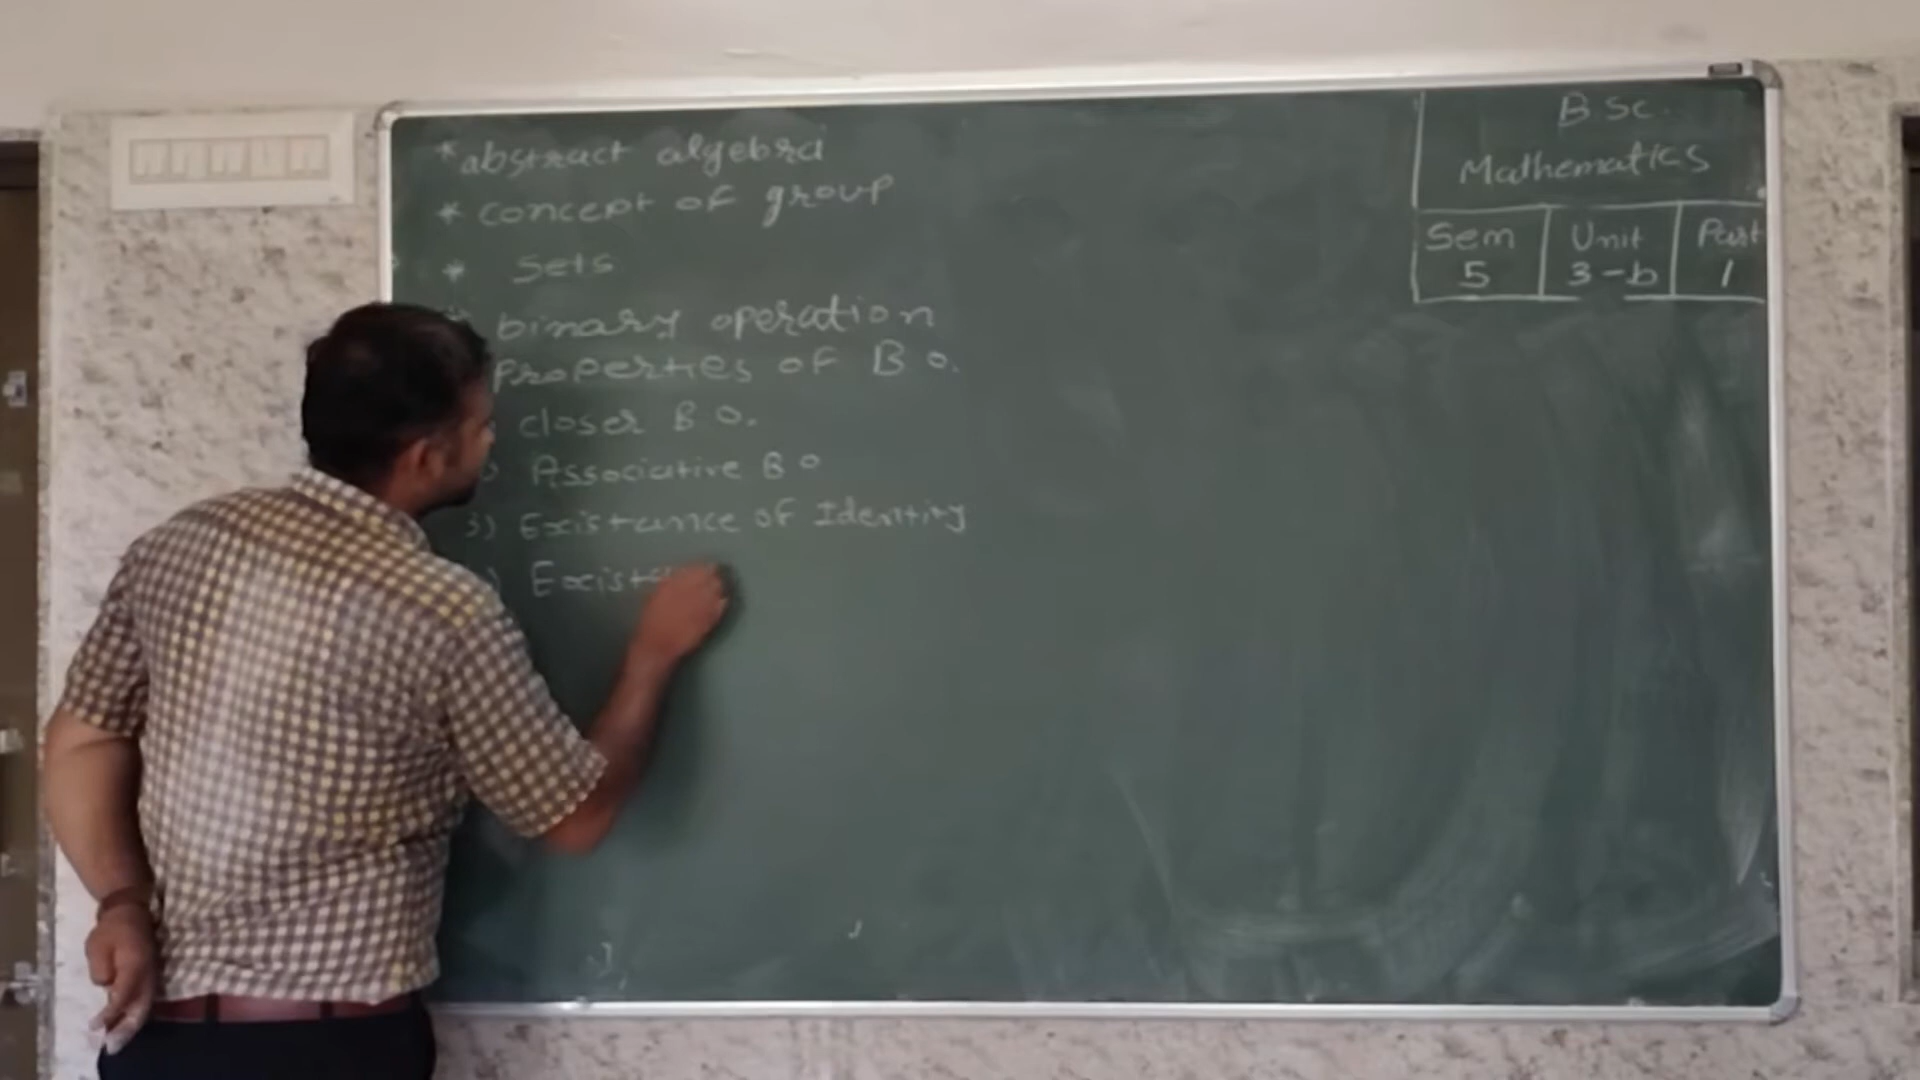 *abstract algebra
* concept of group
* Sets
* binary operation
Properties of B O.
closer B O.
Associative B O
3) Existance of Identity
) Exista
B Sc.
Mathematics
Sem 5
Unit 3-b
Part 1